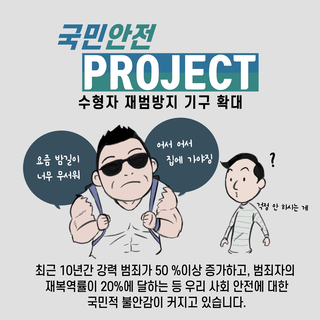 국민안전
PROJECT
수형자 재범방지 기구 확대
요즘 밤길이
너무 무서워
어서 어서
집에 가야징
?
걱정 안 하시는 게
최근 10년간 강력 범죄가 50 %이상 증가하고, 범죄자의
재복역률이 20%에 달하는 등 우리 사회 안전에 대한
국민적 불안감이 커지고 있습니다.